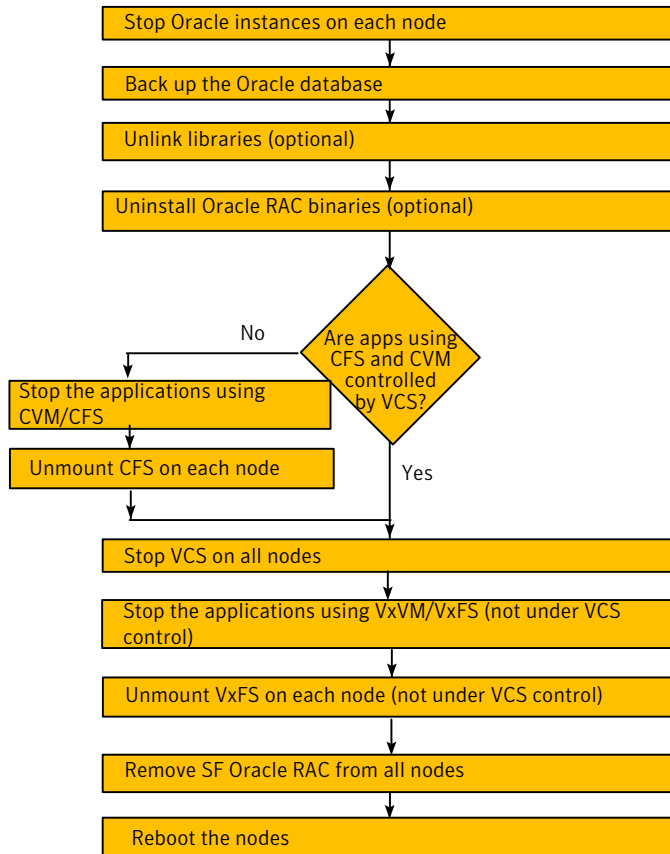 Stop Oracle instances on each node
Back up the Oracle database
Unlink libraries (optional)
Uninstall Oracle RAC binaries (optional)
Are apps using
CFS and CVM
controlled
by VCS?
No
Stop the applications using
CVM/CFS
Unmount CFS on each node
Yes
Stop VCS on all nodes
Stop the applications using VxVM/VxFS (not under VCS
control)
Unmount VxFS on each node (not under VCS control)
Remove SF Oracle RAC from all nodes
Reboot the nodes